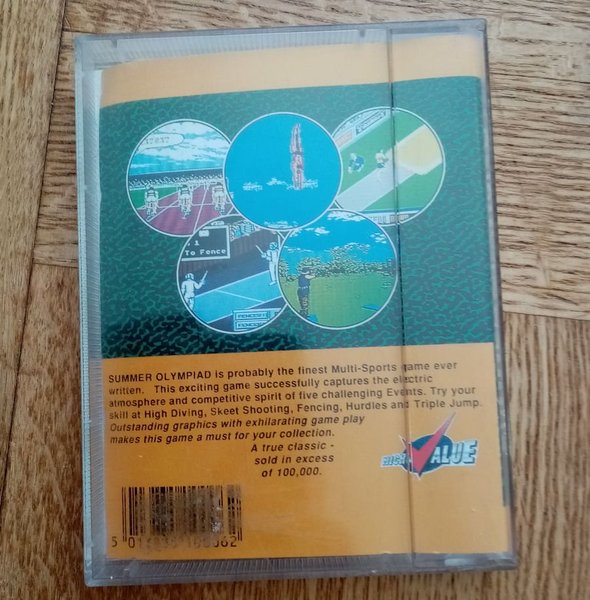 17017
1
To Fence
SUMMER OLYMPIAD is probably the finest Multi-Sports game ever
written. This exciting game successfully captures the electric
atmosphere and competitive spirit of five challenging Events. Try your
skill at High Diving, Skeet Shooting, Fencing, Hurdles and Triple Jump.
Outstanding graphics with exhilarating game play
makes this game a must for your collection.
A true classic -
sold in excess
of 100,000.
HIGH VALUE